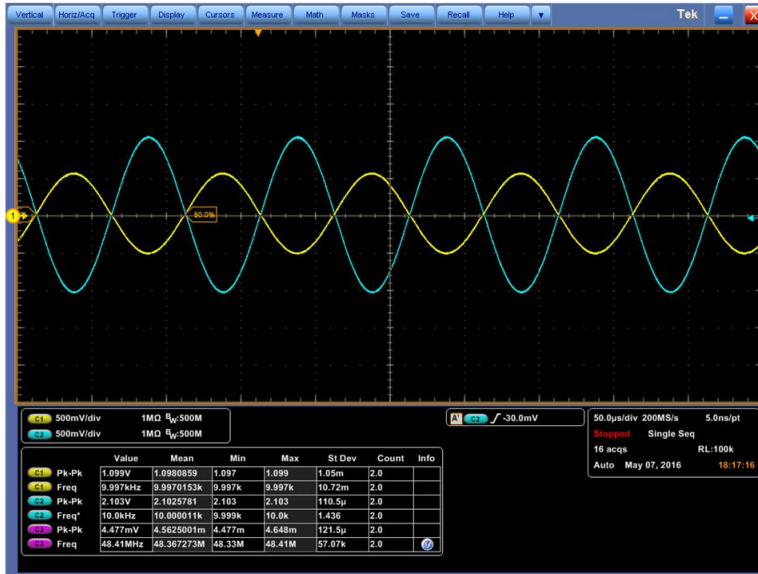 Vertical Horiz/Acq Trigger Display Cursors Measure Math Masks Save Recall Help Tek X
1
50.0%
C1 500mV/div 1MΩ BW:500M
C2 500mV/div 1MΩ BW:500M
A' C2 -30.0mV
50.0µs/div 200MS/s 5.0ns/pt
Stopped Single Seq
16 acqs RL:100k
Auto May 07, 2016 18:17:16
Value Mean Min Max St Dev Count Info
C1 Pk-Pk 1.099V 1.0980859 1.097 1.099 1.05m 2.0
C1 Freq 9.997kHz 9.9970153k 9.997k 9.997k 10.72m 2.0
C2 Pk-Pk 2.103V 2.1025781 2.103 2.103 110.5µ 2.0
C2 Freq* 10.0kHz 10.000011k 9.999k 10.0k 1.436 2.0
C3 Pk-Pk 4.477mV 4.5625001m 4.477m 4.648m 121.5µ 2.0
C3 Freq 48.41MHz 48.367273M 48.33M 48.41M 57.07k 2.0